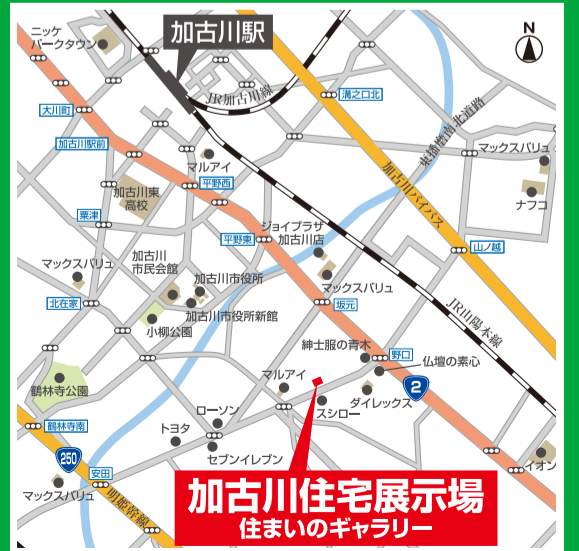 ニッケ
パークタウン
加古川駅
N
JR加古川線
溝之口北
大川町
加古川駅前
東播磨南北道路
マックスバリュ
マルアイ
平野西
加古川バイパス
加古川東
高校
ナフコ
粟津
ジョイプラザ
加古川店
平野東
山ノ越
加古川
市民会館
マックスバリュ
加古川市役所
マックスバリュ
北在家
加古川市役所新館
坂元
JR山陽本線
小柳公園
紳士服の青木
野口
仏壇の素心
マルアイ
2
鶴林寺公園
ダイレックス
スシロー
ローソン
鶴林寺南
トヨタ
セブンイレブン
250
安田
イオン
マックスバリュ
明姫幹線
加古川住宅展示場
住まいのギャラリー